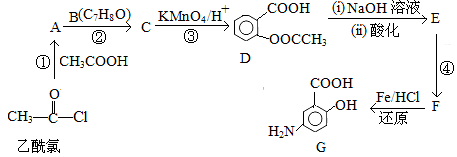 A B(C₇H₈O) ② C KMnO₄/H⁺ ③ COOH OOCCH₃ D (i) NaOH 溶液 (ii) 酸化 E
① CH₃COOH ④
O CH₃ C Cl 乙酰氯
COOH OH H₂N G Fe/HCl 还原 F